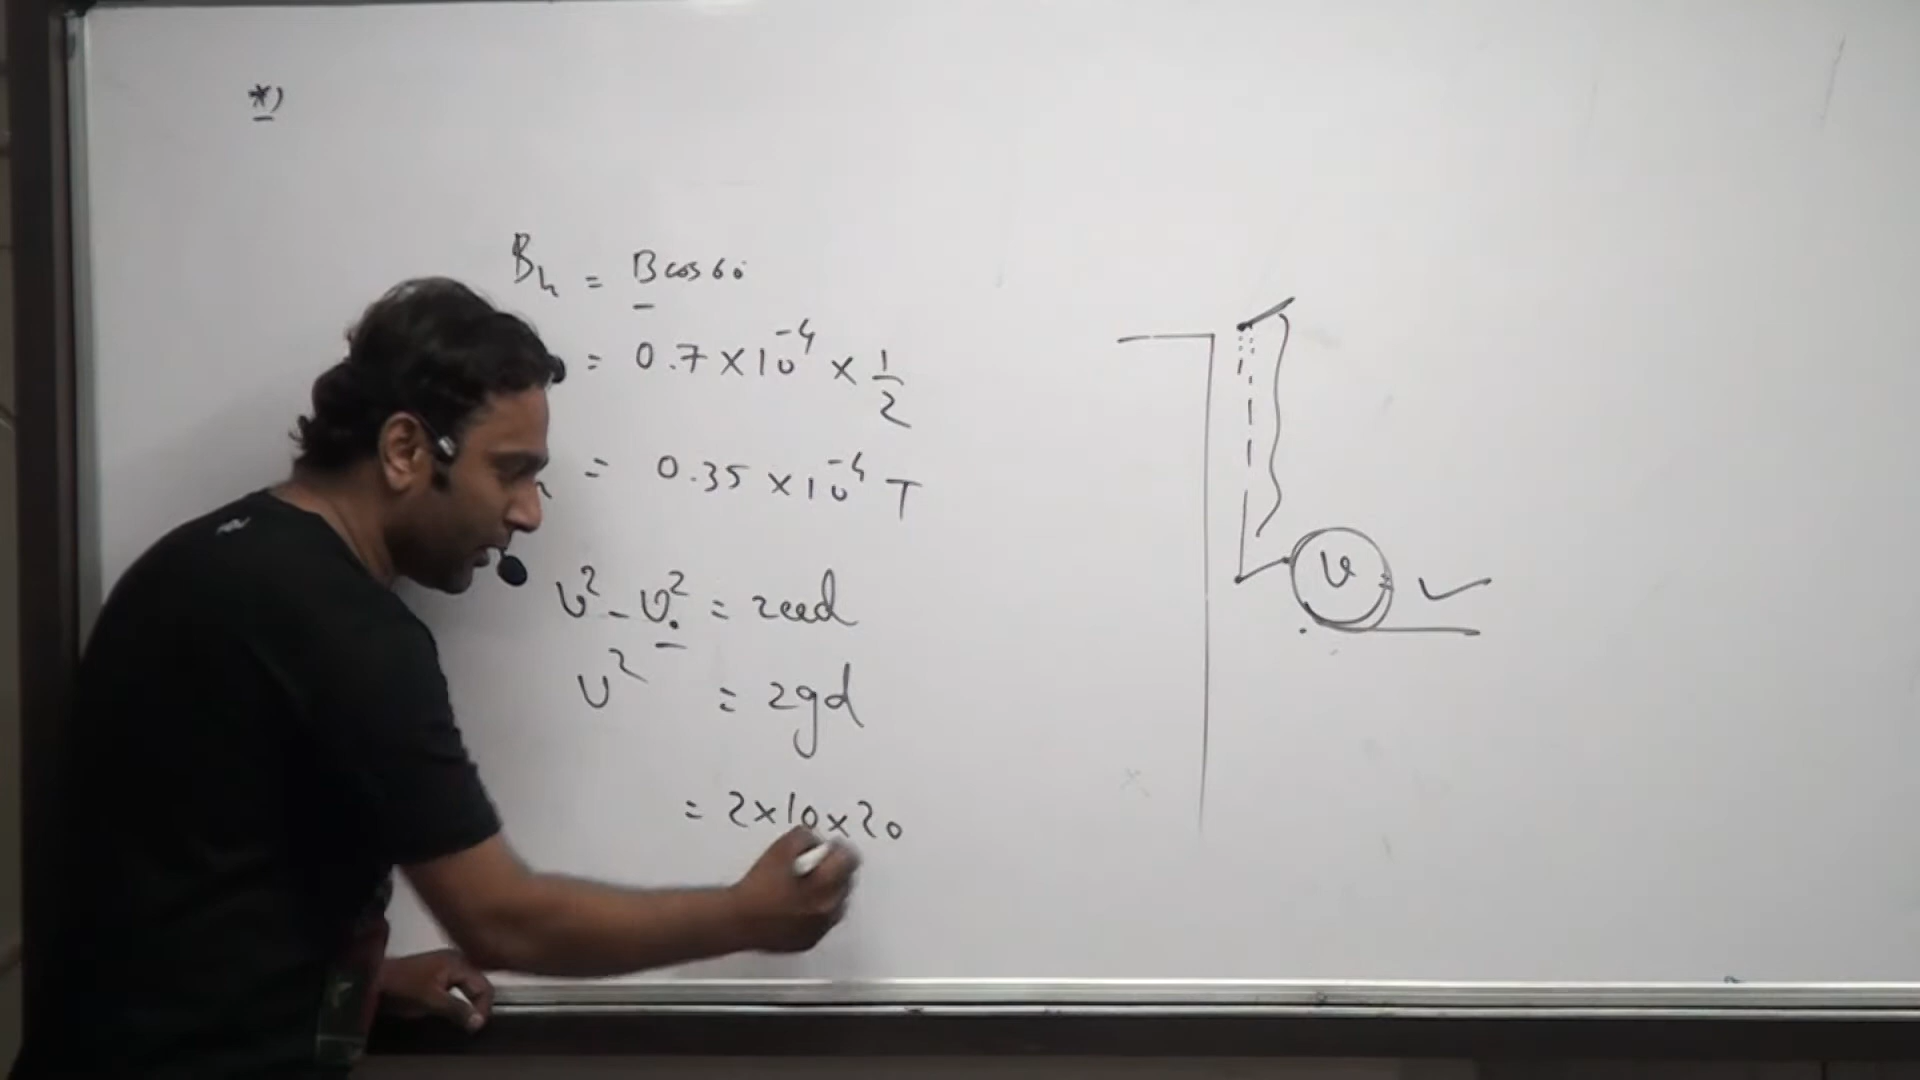 *)
Bₕ = B cos 60
= 0.7 × 10⁻⁴ × 1/2
= 0.35 × 10⁻⁴ T
v² - v₀² = 2ad
v² = 2gd
= 2×10×20
v